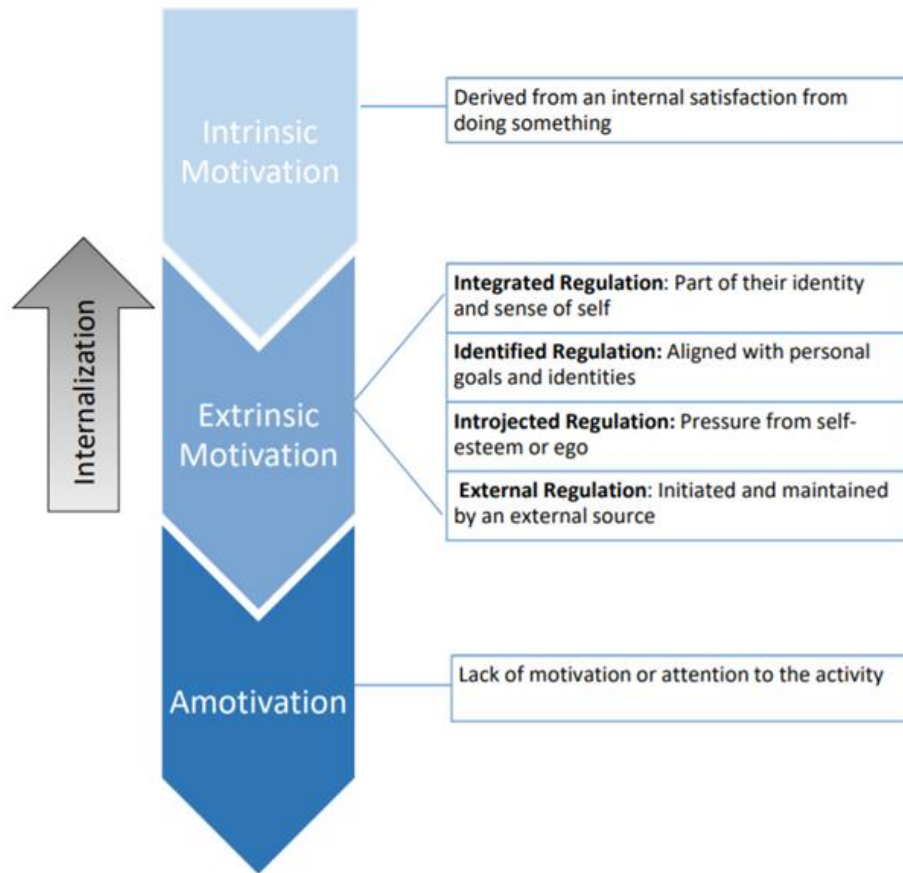 Intrinsic
Motivation
Derived from an internal satisfaction from
doing something
Internalization
Extrinsic
Motivation
Integrated Regulation: Part of their identity
and sense of self
Identified Regulation: Aligned with personal
goals and identities
Introjected Regulation: Pressure from self-
esteem or ego
External Regulation: Initiated and maintained
by an external source
Amotivation
Lack of motivation or attention to the activity